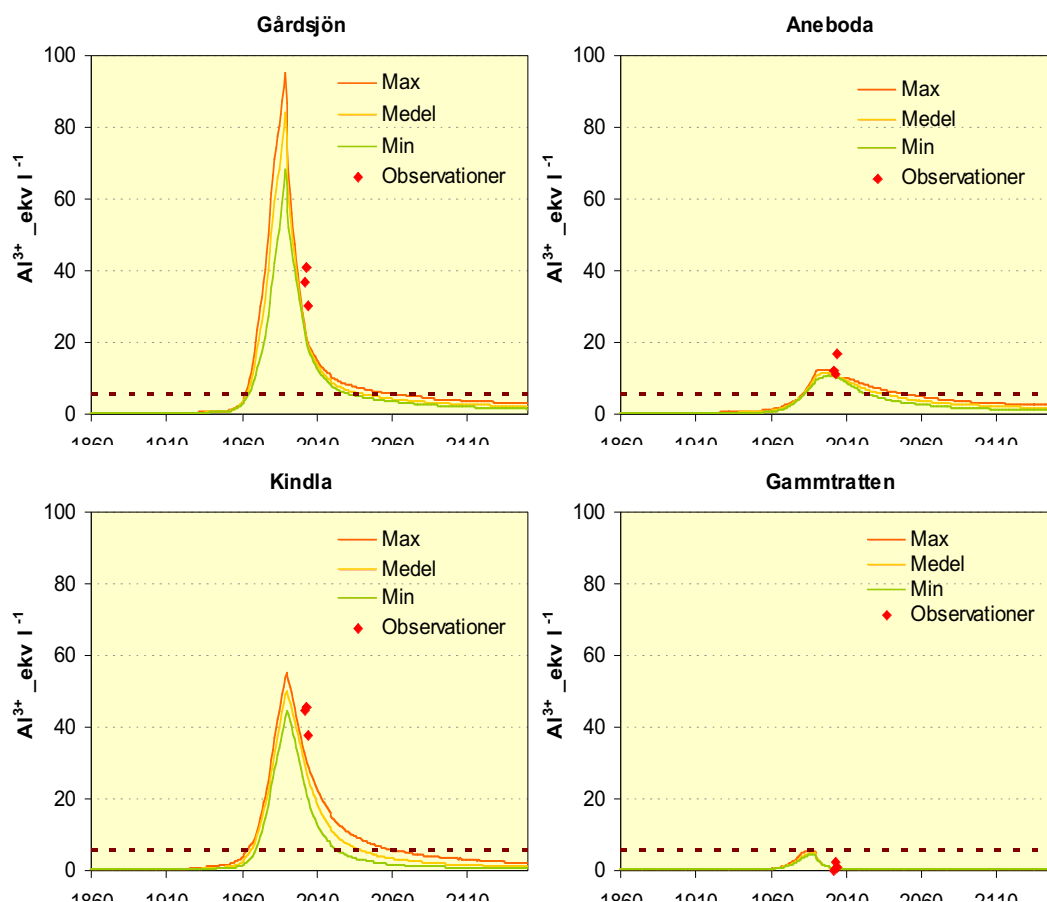 Gårdsjön
100
80
60
40
20
0
Al3+ _ekv l-1
Max
Medel
Min
Observationer
1860 1910 1960 2010 2060 2110
Aneboda
100
80
60
40
20
0
Al3+ _ekv l-1
Max
Medel
Min
Observationer
1860 1910 1960 2010 2060 2110
Kindla
100
80
60
40
20
0
Al3+ _ekv l-1
Max
Medel
Min
Observationer
1860 1910 1960 2010 2060 2110
Gammtratten
100
80
60
40
20
0
Al3+ _ekv l-1
Max
Medel
Min
Observationer
1860 1910 1960 2010 2060 2110